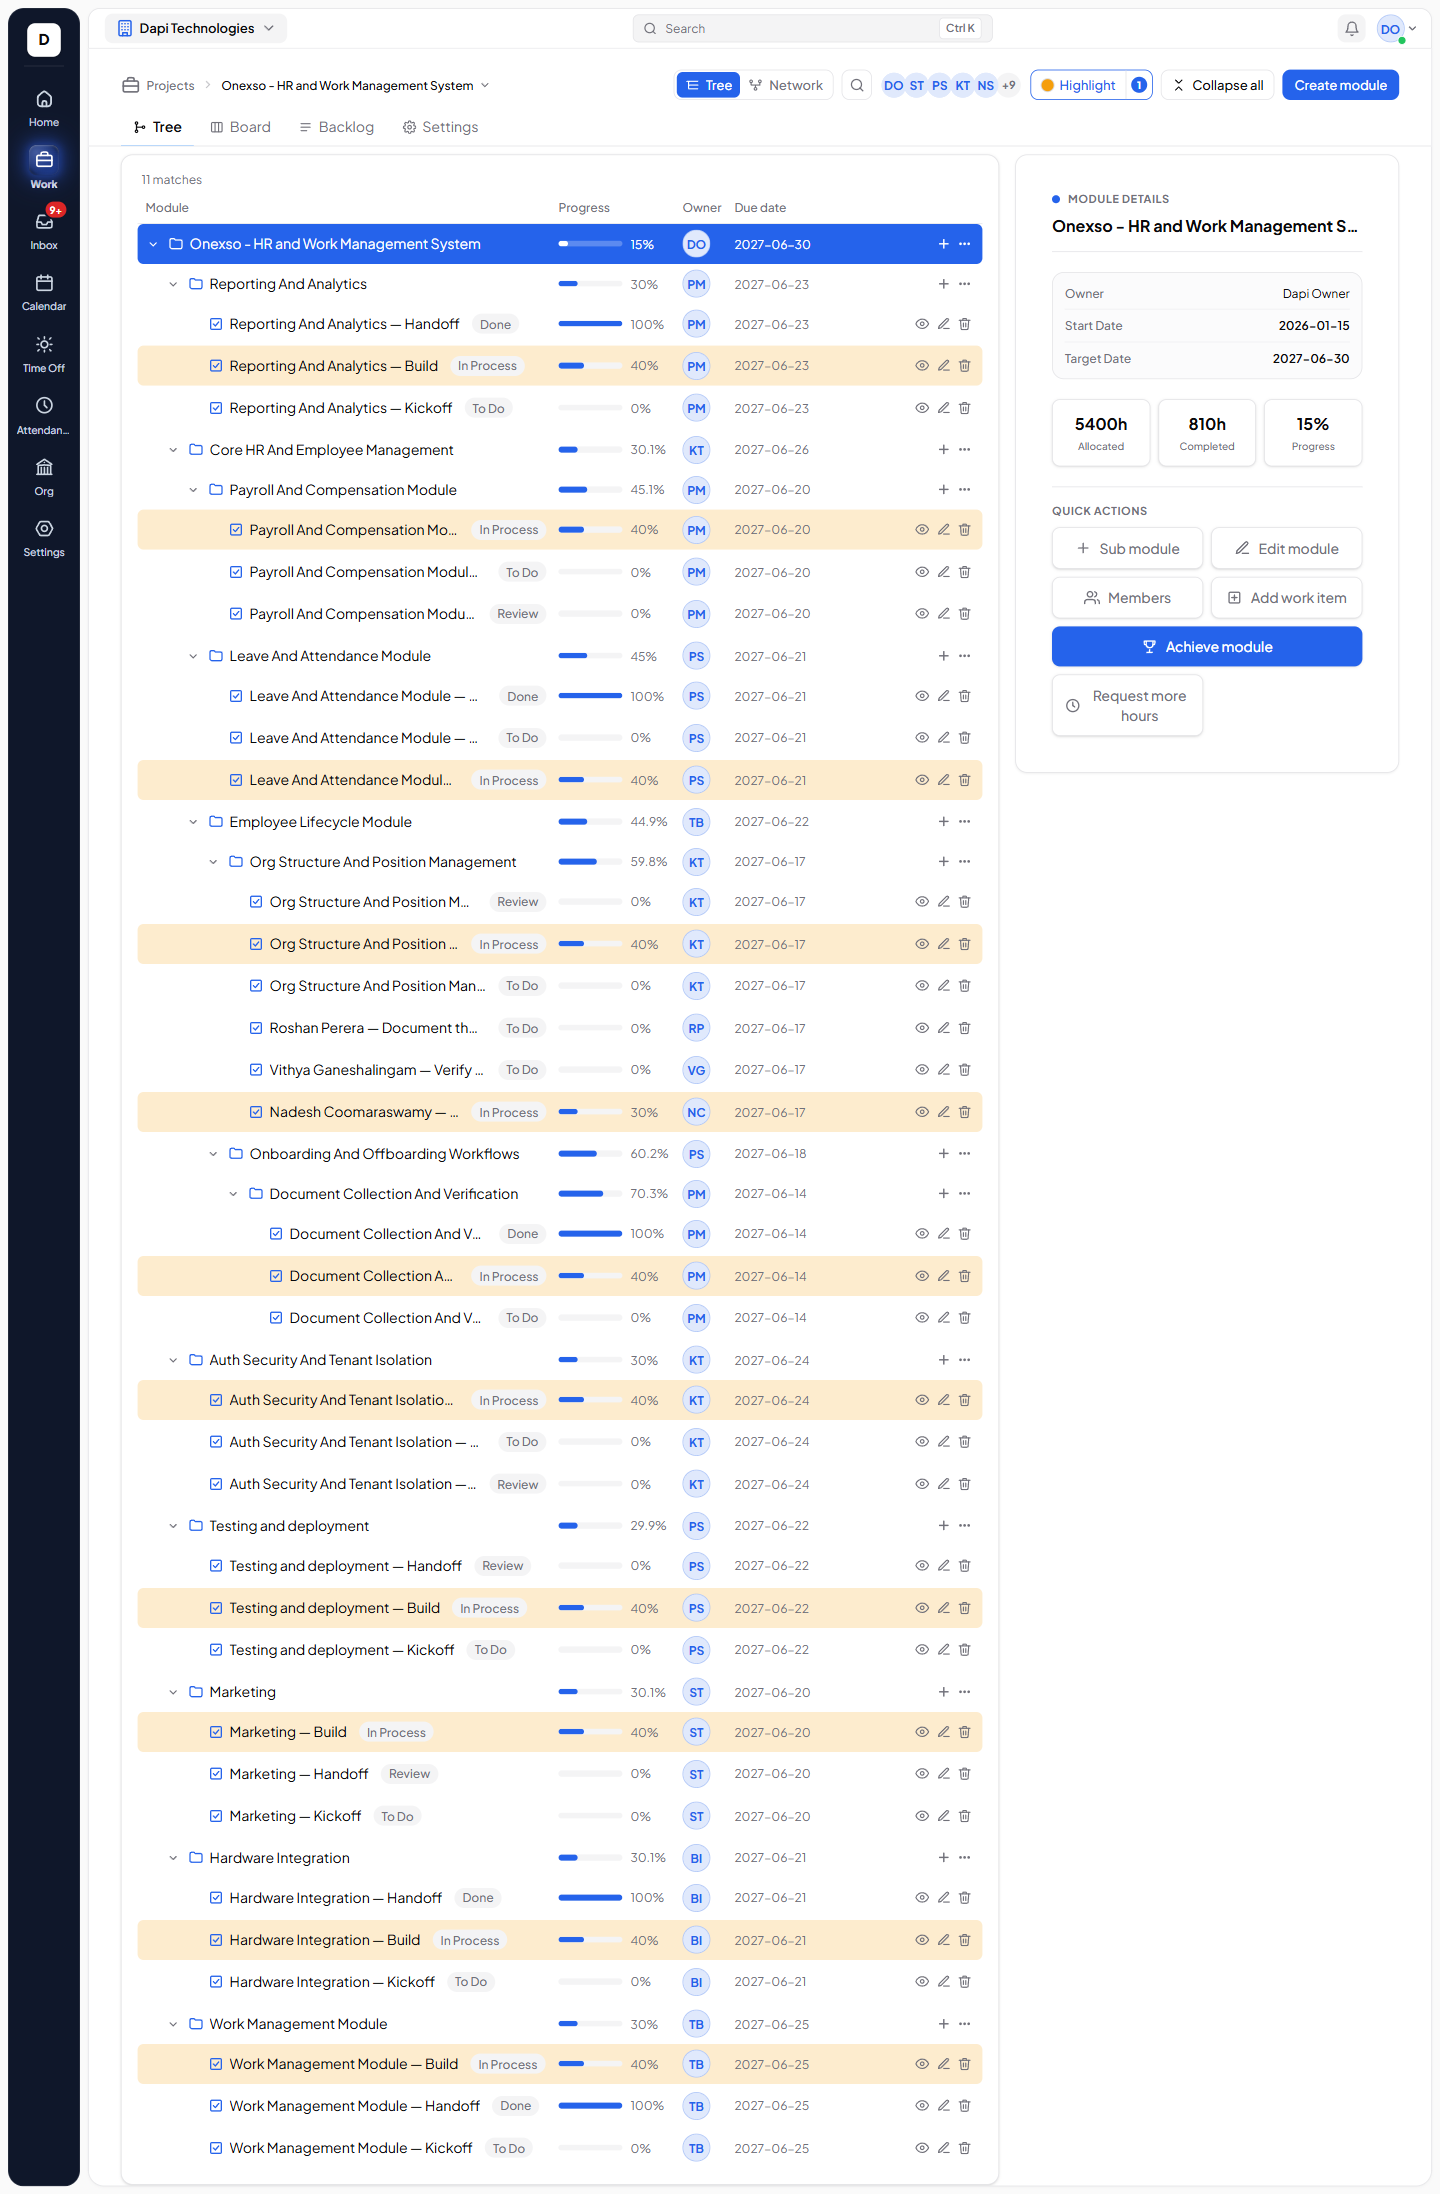 D
Dapi Technologies
Search
Ctrl K
DO
Home
Work
9+
Inbox
Calendar
Time Off
Attendan...
Org
Settings
Projects
Onexso - HR and Work Management System
Tree
Network
DO ST PS KT NS +9
Highlight 1
Collapse all
Create module
Tree
Board
Backlog
Settings
11 matches
Module Progress Owner Due date
Onexso - HR and Work Management System 15% DO 2027-06-30
Reporting And Analytics 30% PM 2027-06-23
Reporting And Analytics — Handoff Done 100% PM 2027-06-23
Reporting And Analytics — Build In Process 40% PM 2027-06-23
Reporting And Analytics — Kickoff To Do 0% PM 2027-06-23
Core HR And Employee Management 30.1% KT 2027-06-26
Payroll And Compensation Module 45.1% PM 2027-06-20
Payroll And Compensation Mo... In Process 40% PM 2027-06-20
Payroll And Compensation Modul... To Do 0% PM 2027-06-20
Payroll And Compensation Modu... Review 0% PM 2027-06-20
Leave And Attendance Module 45% PS 2027-06-21
Leave And Attendance Module — ... Done 100% PS 2027-06-21
Leave And Attendance Module — ... To Do 0% PS 2027-06-21
Leave And Attendance Modul... In Process 40% PS 2027-06-21
Employee Lifecycle Module 44.9% TB 2027-06-22
Org Structure And Position Management 59.8% KT 2027-06-17
Org Structure And Position M... Review 0% KT 2027-06-17
Org Structure And Position ... In Process 40% KT 2027-06-17
Org Structure And Position Man... To Do 0% KT 2027-06-17
Roshan Perera — Document th... To Do 0% RP 2027-06-17
Vithya Ganeshalingam — Verify ... To Do 0% VG 2027-06-17
Nadesh Coomaraswamy — ... In Process 30% NC 2027-06-17
Onboarding And Offboarding Workflows 60.2% PS 2027-06-18
Document Collection And Verification 70.3% PM 2027-06-14
Document Collection And V... Done 100% PM 2027-06-14
Document Collection A... In Process 40% PM 2027-06-14
Document Collection And V... To Do 0% PM 2027-06-14
Auth Security And Tenant Isolation 30% KT 2027-06-24
Auth Security And Tenant Isolatio... In Process 40% KT 2027-06-24
Auth Security And Tenant Isolation — ... To Do 0% KT 2027-06-24
Auth Security And Tenant Isolation —... Review 0% KT 2027-06-24
Testing and deployment 29.9% PS 2027-06-22
Testing and deployment — Handoff Review 0% PS 2027-06-22
Testing and deployment — Build In Process 40% PS 2027-06-22
Testing and deployment — Kickoff To Do 0% PS 2027-06-22
Marketing 30.1% ST 2027-06-20
Marketing — Build In Process 40% ST 2027-06-20
Marketing — Handoff Review 0% ST 2027-06-20
Marketing — Kickoff To Do 0% ST 2027-06-20
Hardware Integration 30.1% BI 2027-06-21
Hardware Integration — Handoff Done 100% BI 2027-06-21
Hardware Integration — Build In Process 40% BI 2027-06-21
Hardware Integration — Kickoff To Do 0% BI 2027-06-21
Work Management Module 30% TB 2027-06-25
Work Management Module — Build In Process 40% TB 2027-06-25
Work Management Module — Handoff Done 100% TB 2027-06-25
Work Management Module — Kickoff To Do 0% TB 2027-06-25
MODULE DETAILS
Onexso - HR and Work Management S...
Owner Dapi Owner
Start Date 2026-01-15
Target Date 2027-06-30
5400h 810h 15%
Allocated Completed Progress
QUICK ACTIONS
Sub module
Edit module
Members
Add work item
Achieve module
Request more
hours